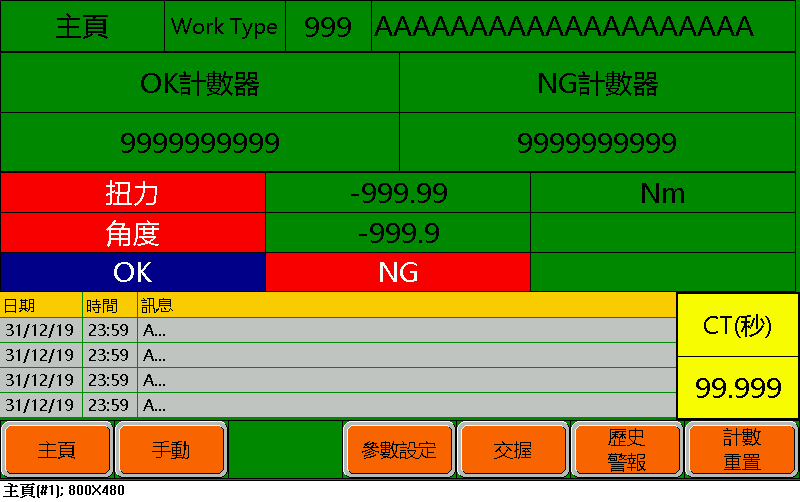 主頁 Work Type 999 AAAAAAAAAAAAAAAAAAAA
OK計數器 NG計數器
9999999999 9999999999
扭力 -999.99 Nm
角度 -999.9
OK NG
日期 時間 訊息
31/12/19 23:59 A...
31/12/19 23:59 A...
31/12/19 23:59 A...
31/12/19 23:59 A...
CT(秒)
99.999
主頁 手動 參數設定 交握
歷史
警報
計數
重置
主頁(#1); 800X480